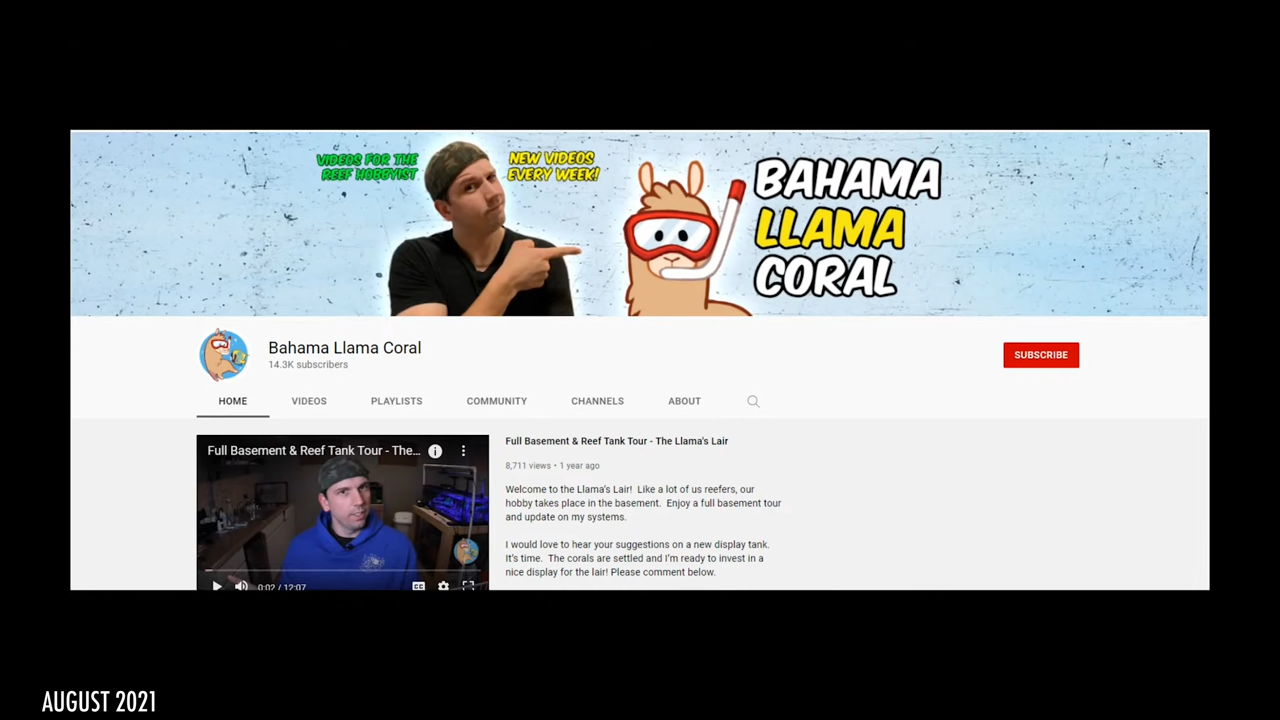 VIDEOS FOR THE
REEF HOBBYIST
NEW VIDEOS
EVERY WEEK!
BAHAMA
LLAMA
CORAL
Bahama Llama Coral
14.3K subscribers
SUBSCRIBE
HOME VIDEOS PLAYLISTS COMMUNITY CHANNELS ABOUT
Full Basement & Reef Tank Tour - The...
0:02 / 12:07
Full Basement & Reef Tank Tour - The Llama's Lair
8,711 views • 1 year ago
Welcome to the Llama's Lair! Like a lot of us reefers, our
hobby takes place in the basement. Enjoy a full basement tour
and update on my systems.
I would love to hear your suggestions on a new display tank.
It's time. The corals are settled and I'm ready to invest in a
nice display for the lair! Please comment below.
AUGUST 2021